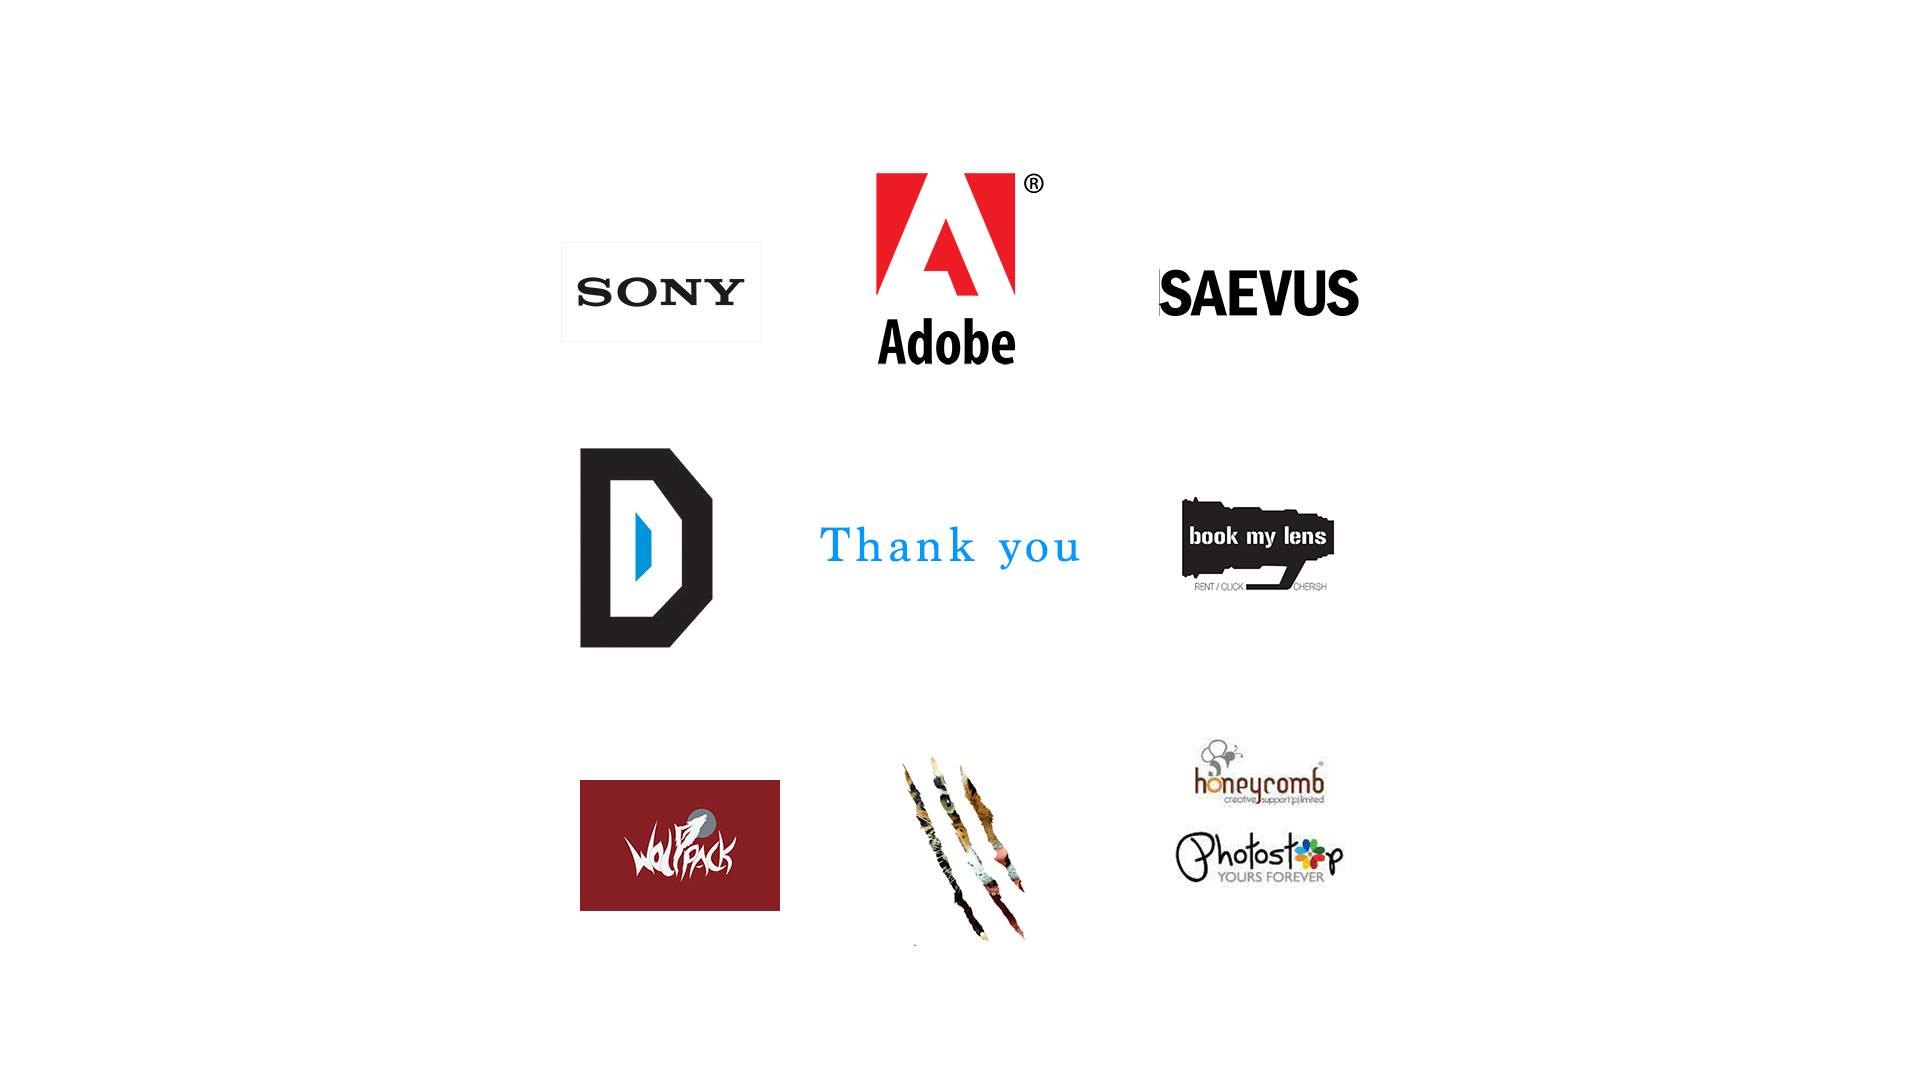 SONY
®
Adobe
SAEVUS
D
Thank you
book my lens
RENT / CLICK CHERISH
WOLFPACK
honeycomb
creative support |p| limited
Photostop
YOURS FOREVER